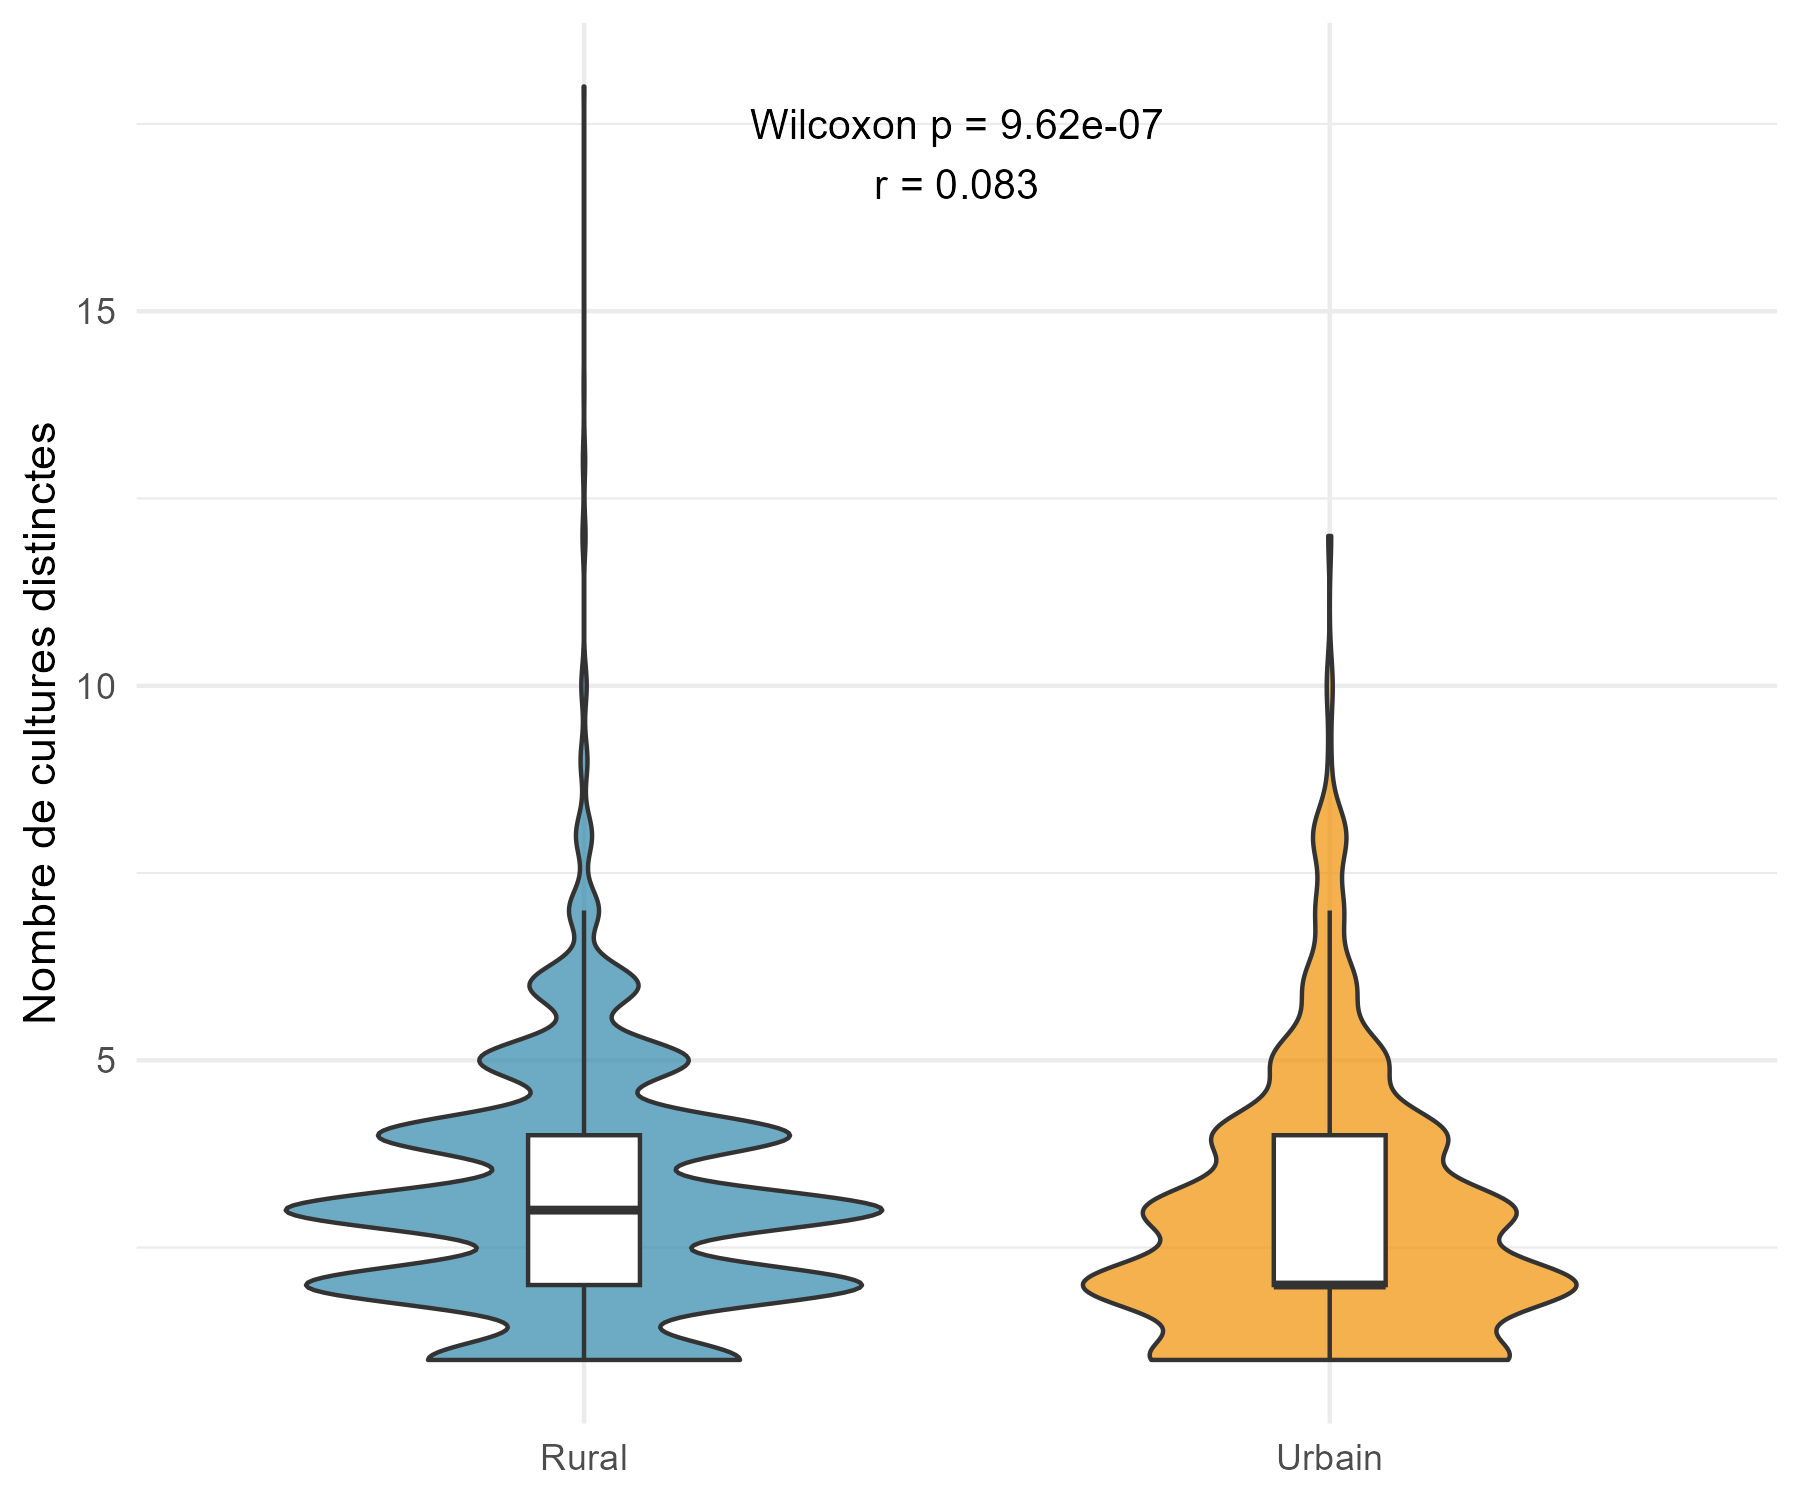 Wilcoxon p = 9.62e-07
r = 0.083
Nombre de cultures distinctes
15
10
5
Rural
Urbain